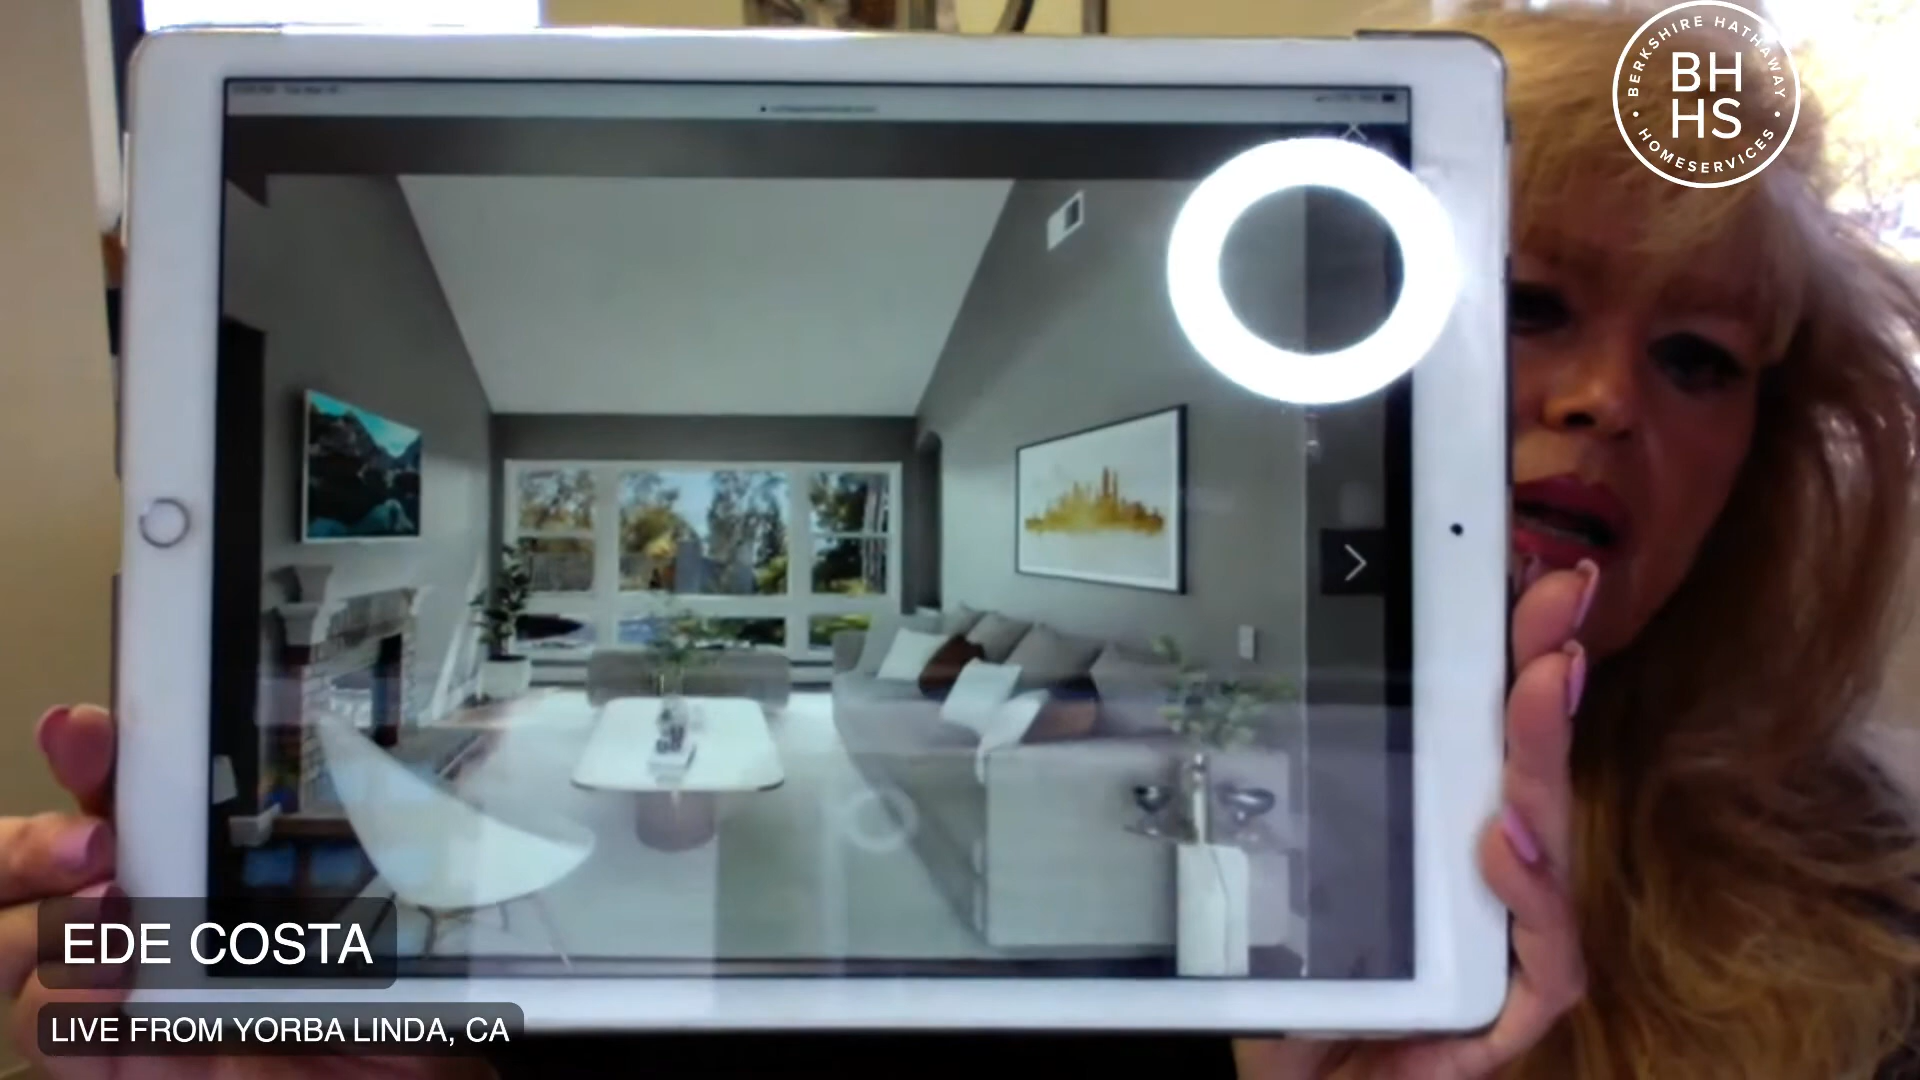 BERKSHIRE HATHAWAY
BH
HS
HOMESERVICES
EDE COSTA
LIVE FROM YORBA LINDA, CA